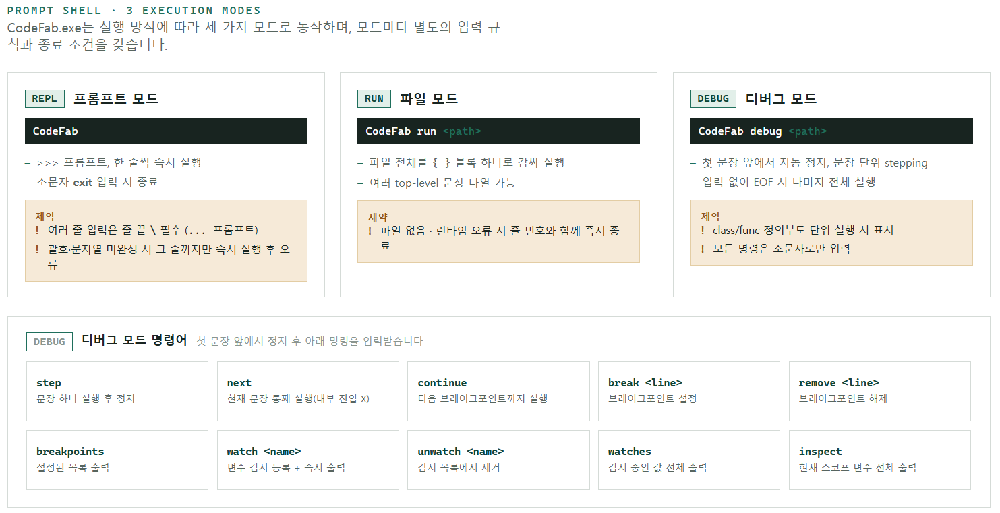 PROMPT SHELL · 3 EXECUTION MODES
CodeFab.exe는 실행 방식에 따라 세 가지 모드로 동작하며, 모드마다 별도의 입력 규
칙과 종료 조건을 갖습니다.
REPL 프롬프트 모드
CodeFab
– >>> 프롬프트, 한 줄씩 즉시 실행
– 소문자 exit 입력 시 종료
제약
! 여러 줄 입력은 줄 끝 \ 필수 (... 프롬프트)
! 괄호·문자열 미완성 시 그 줄까지만 즉시 실행 후 오
류
RUN 파일 모드
CodeFab run <path>
– 파일 전체를 { } 블록 하나로 감싸 실행
– 여러 top-level 문장 나열 가능
제약
! 파일 없음 · 런타임 오류 시 줄 번호와 함께 즉시 종
료
DEBUG 디버그 모드
CodeFab debug <path>
– 첫 문장 앞에서 자동 정지, 문장 단위 stepping
– 입력 없이 EOF 시 나머지 전체 실행
제약
! class/func 정의부도 단위 실행 시 표시
! 모든 명령은 소문자로만 입력
DEBUG 디버그 모드 명령어 첫 문장 앞에서 정지 후 아래 명령을 입력받습니다
step
문장 하나 실행 후 정지
next
현재 문장 통째 실행(내부 진입 X)
continue
다음 브레이크포인트까지 실행
break <line>
브레이크포인트 설정
remove <line>
브레이크포인트 해제
breakpoints
설정된 목록 출력
watch <name>
변수 감시 등록 + 즉시 출력
unwatch <name>
감시 목록에서 제거
watches
감시 중인 값 전체 출력
inspect
현재 스코프 변수 전체 출력